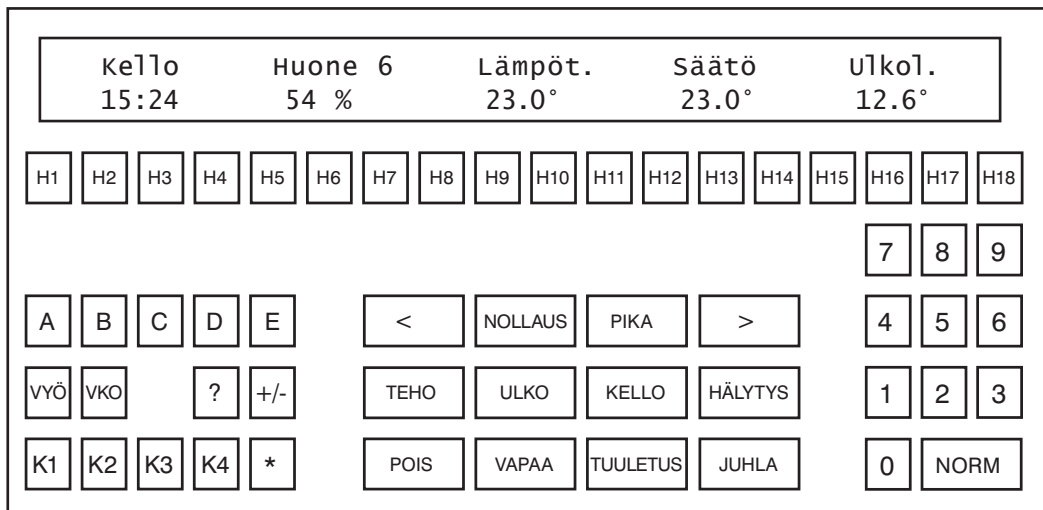 Kello Huone 6 Lämpöt. Säätö Ulkol.
15:24 54 % 23.0° 23.0° 12.6°
H1 H2 H3 H4 H5 H6 H7 H8 H9 H10 H11 H12 H13 H14 H15 H16 H17 H18
7 8 9
A B C D E < NOLLAUS PIKA > 4 5 6
VYÖ VKO ? +/- TEHO ULKO KELLO HÄLYTYS 1 2 3
K1 K2 K3 K4 * POIS VAPAA TUULETUS JUHLA 0 NORM